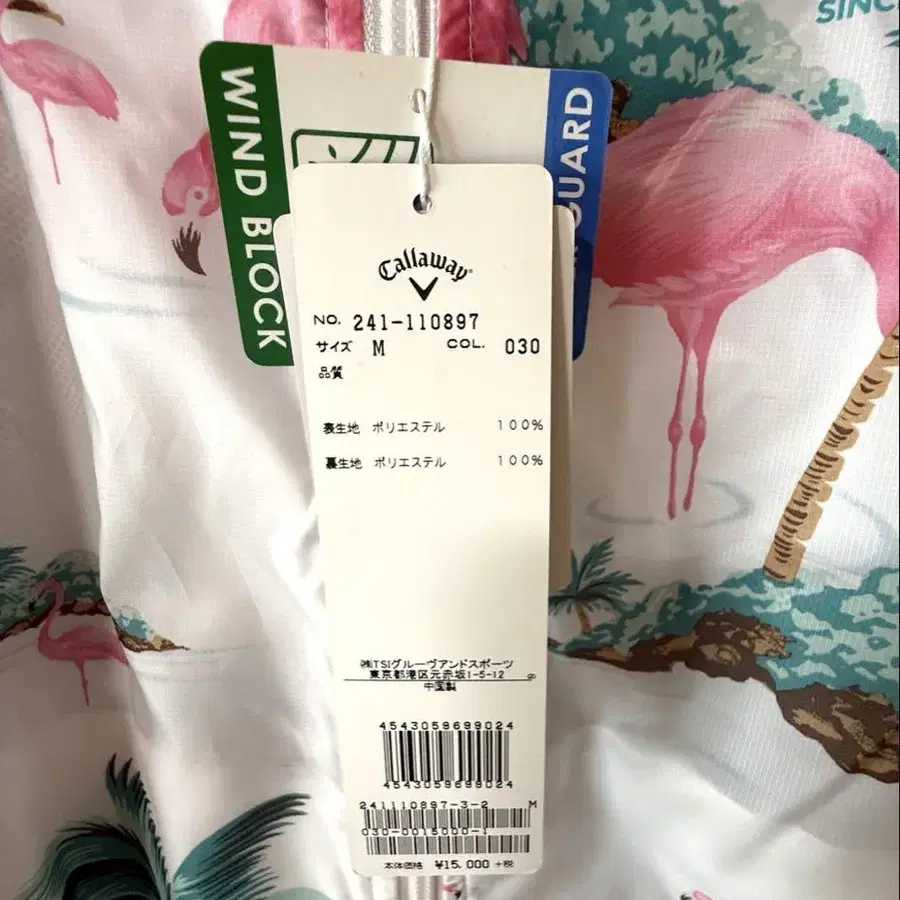 SINC
WIND BLOCK
GUARD
Callaway
NO. 241-110897
サイズ M COL. 030
品質
表生地 ポリエステル 100%
裏生地 ポリエステル 100%
㈱TSIグルーヴアンドスポーツ
東京都港区元赤坂1-5-12
中国製
4543059699024
4543059699024
241110897-3-2 M
030-0015000-1
本体価格 ¥15,000 +税